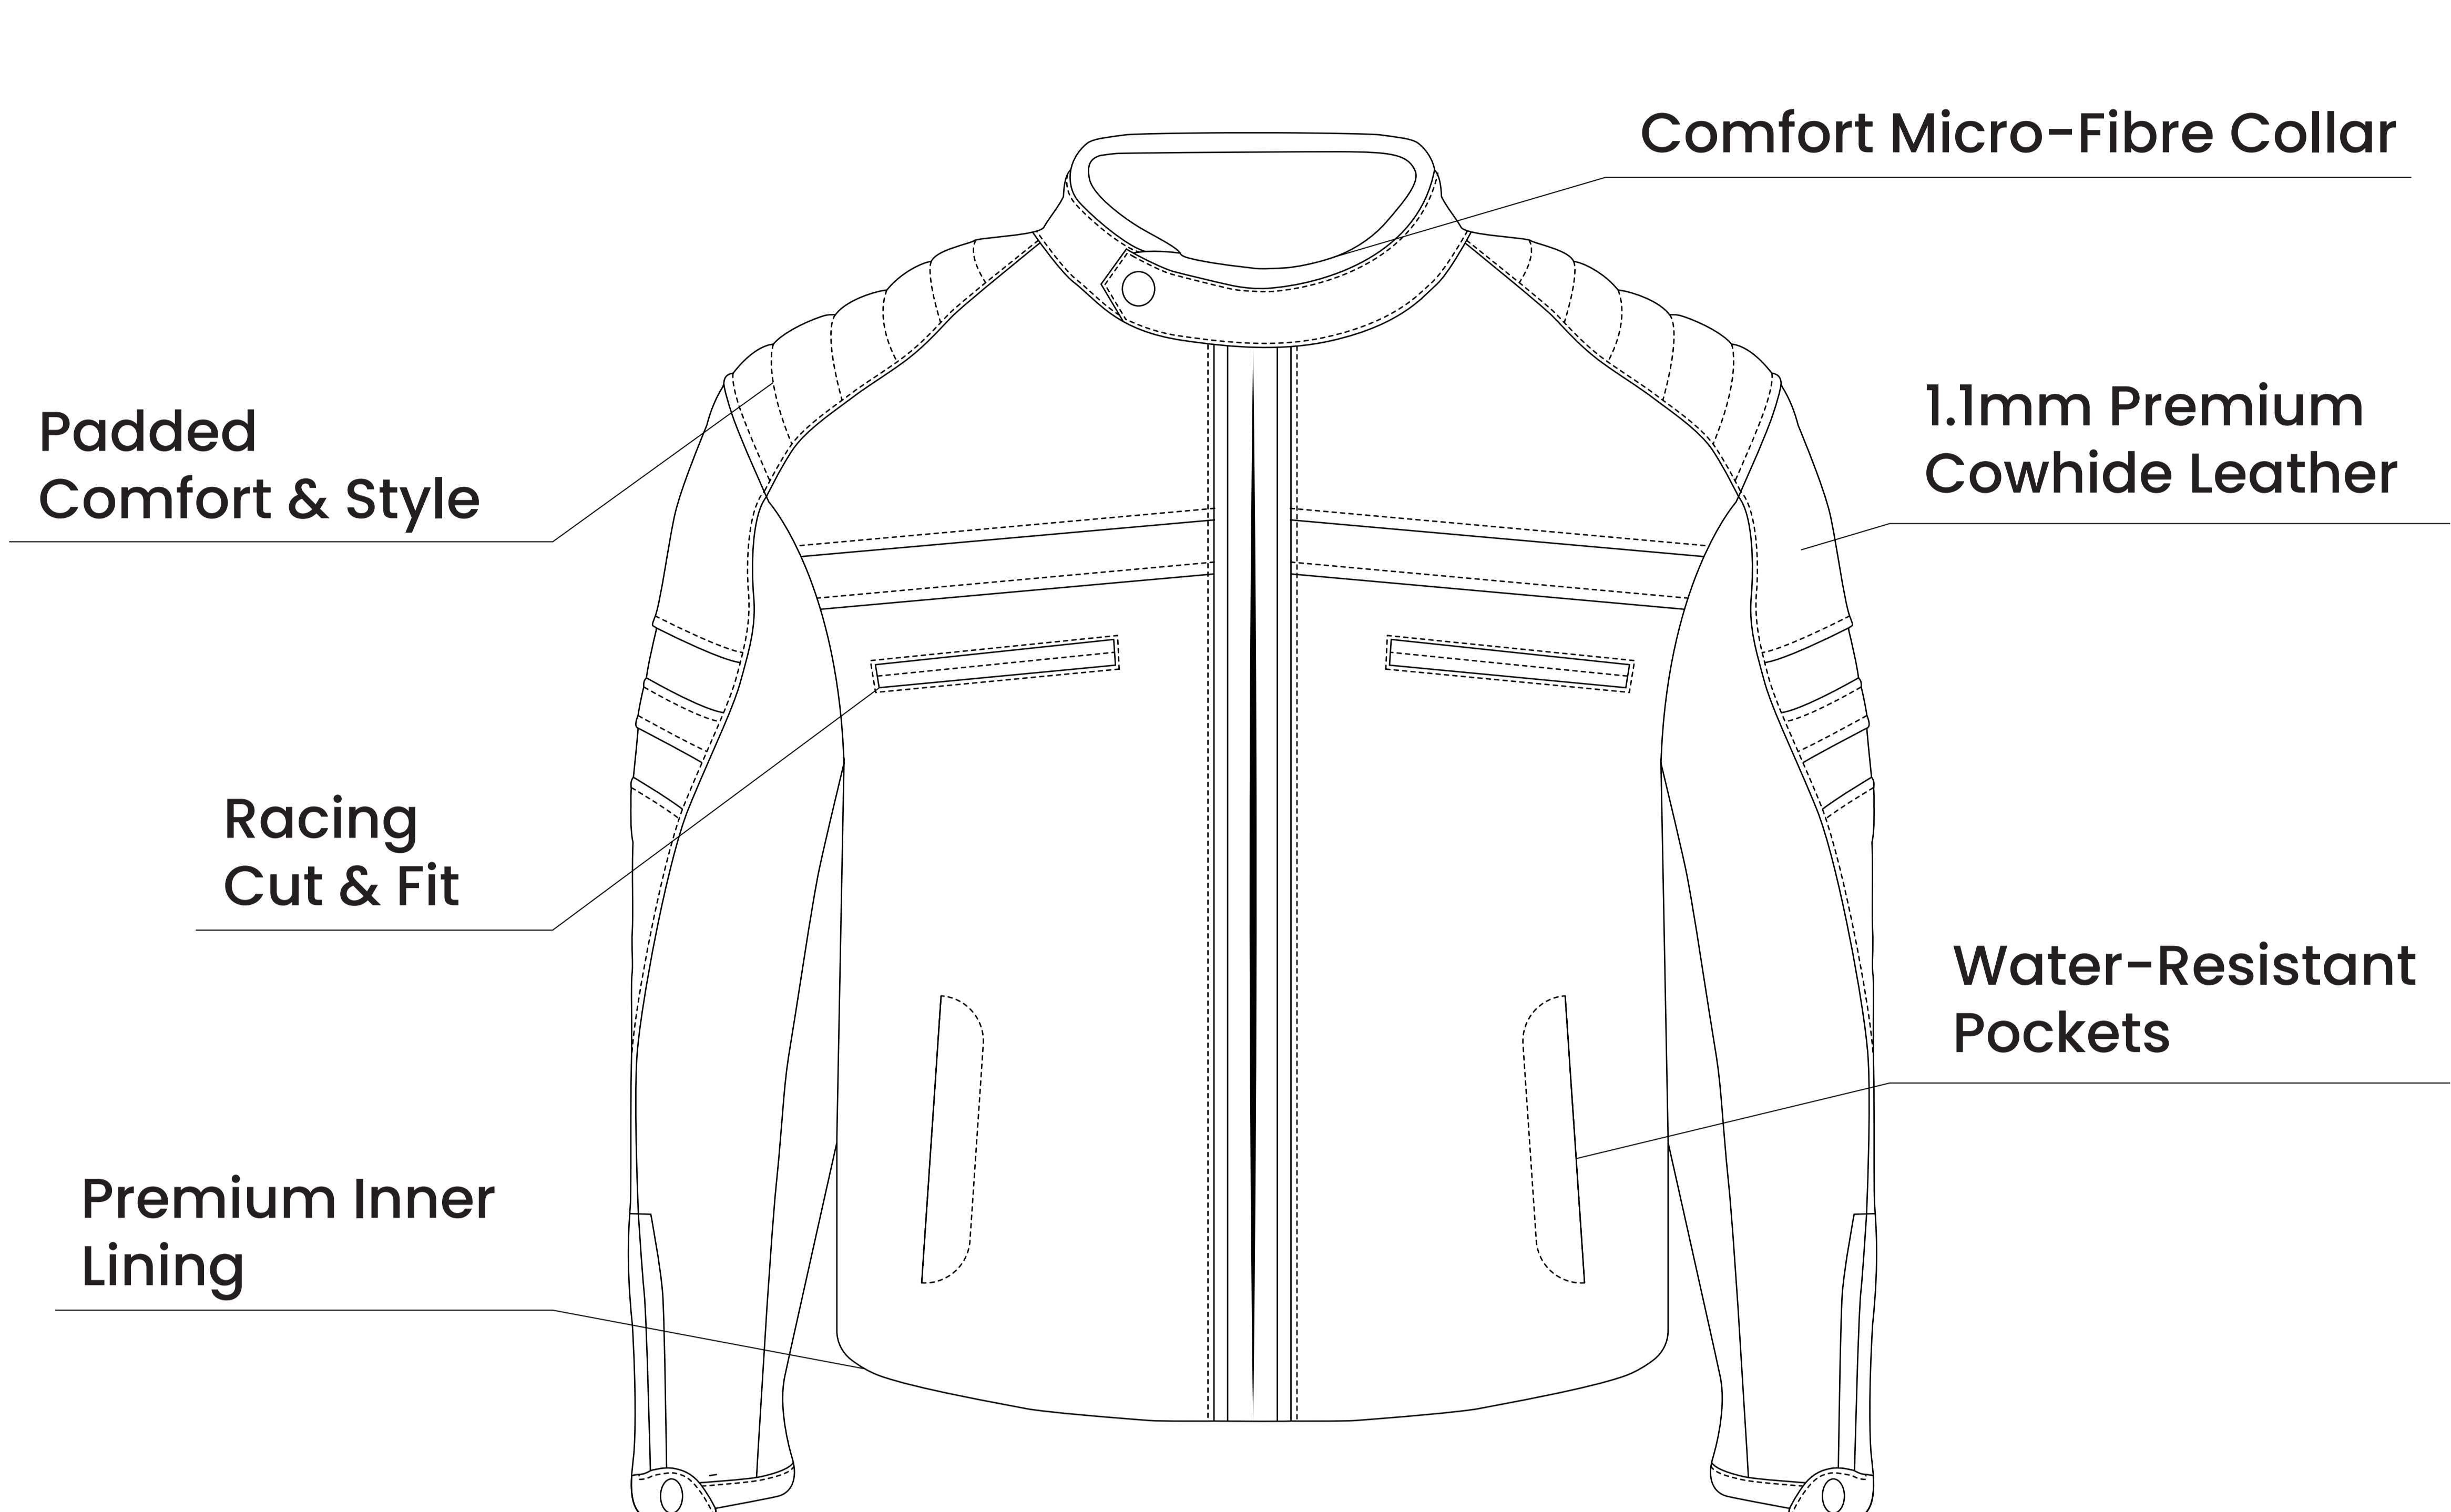 Comfort Micro-Fibre Collar
Padded
Comfort & Style
1.1mm Premium
Cowhide Leather
Racing
Cut & Fit
Water-Resistant
Pockets
Premium Inner
Lining